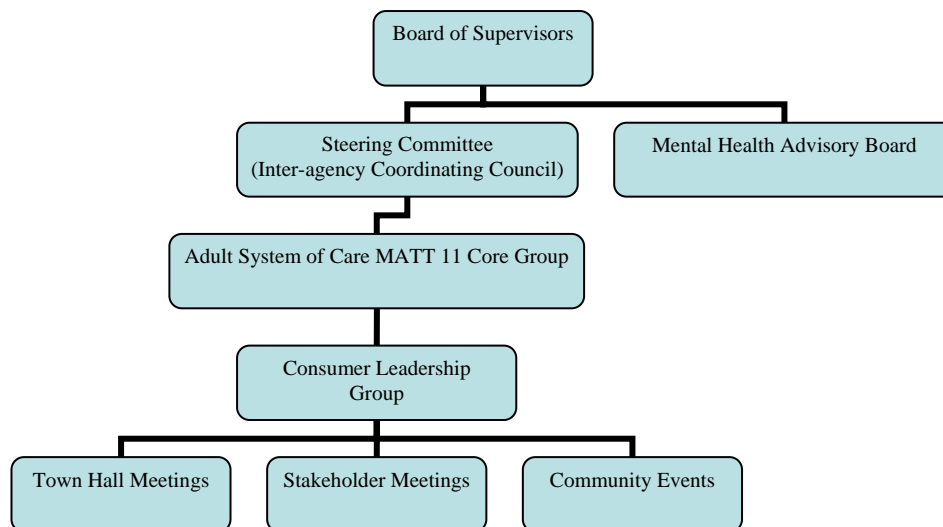 Board of Supervisors
Steering Committee
(Inter-agency Coordinating Council)
Mental Health Advisory Board
Adult System of Care MATT 11 Core Group
Consumer Leadership
Group
Town Hall Meetings
Stakeholder Meetings
Community Events